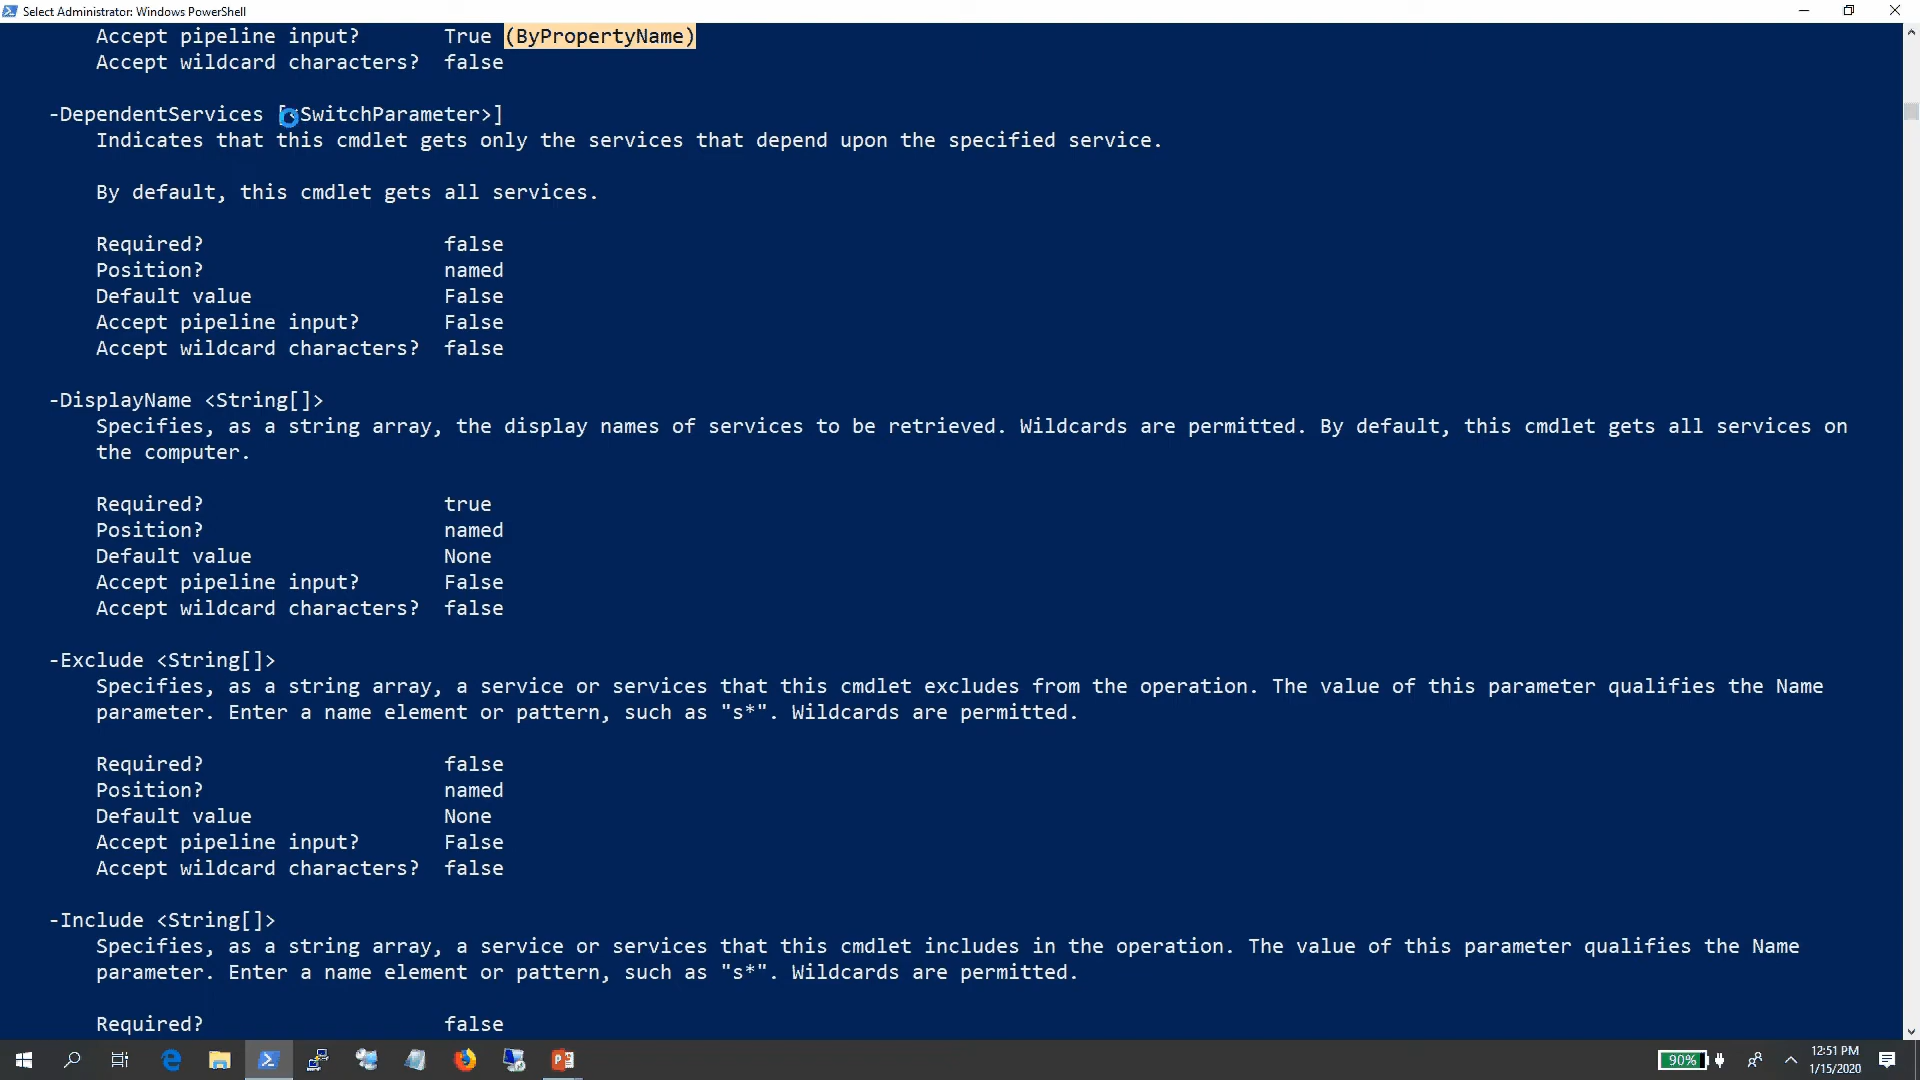 Select Administrator: Windows PowerShell
Accept pipeline input? True (ByPropertyName)
Accept wildcard characters? false
-DependentServices [<SwitchParameter>]
Indicates that this cmdlet gets only the services that depend upon the specified service.
By default, this cmdlet gets all services.
Required? false
Position? named
Default value False
Accept pipeline input? False
Accept wildcard characters? false
-DisplayName <String[]>
Specifies, as a string array, the display names of services to be retrieved. Wildcards are permitted. By default, this cmdlet gets all services on
the computer.
Required? true
Position? named
Default value None
Accept pipeline input? False
Accept wildcard characters? false
-Exclude <String[]>
Specifies, as a string array, a service or services that this cmdlet excludes from the operation. The value of this parameter qualifies the Name
parameter. Enter a name element or pattern, such as "s*". Wildcards are permitted.
Required? false
Position? named
Default value None
Accept pipeline input? False
Accept wildcard characters? false
-Include <String[]>
Specifies, as a string array, a service or services that this cmdlet includes in the operation. The value of this parameter qualifies the Name
parameter. Enter a name element or pattern, such as "s*". Wildcards are permitted.
Required? false
90%
12:51 PM
1/15/2020